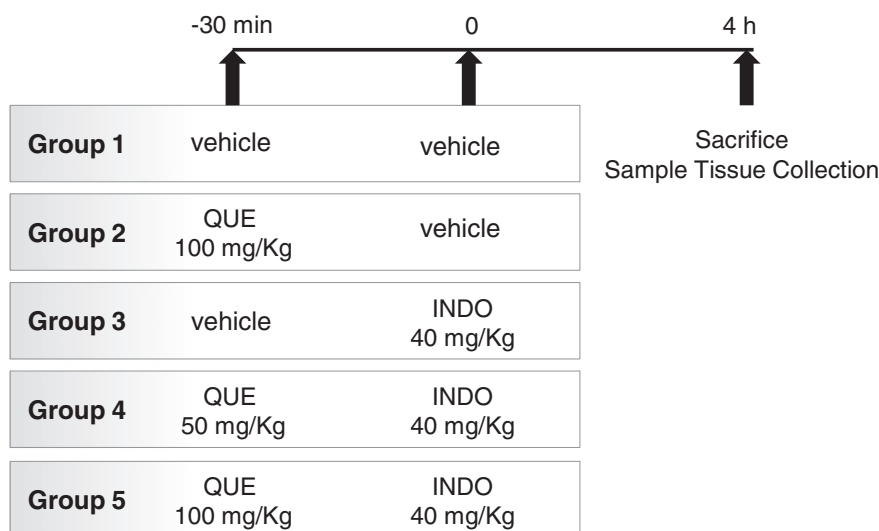 -30 min 0 4 h
Group 1 vehicle vehicle
Sacrifice
Sample Tissue Collection
Group 2 QUE
100 mg/Kg vehicle
Group 3 vehicle INDO
40 mg/Kg
Group 4 QUE INDO
50 mg/Kg 40 mg/Kg
Group 5 QUE INDO
100 mg/Kg 40 mg/Kg